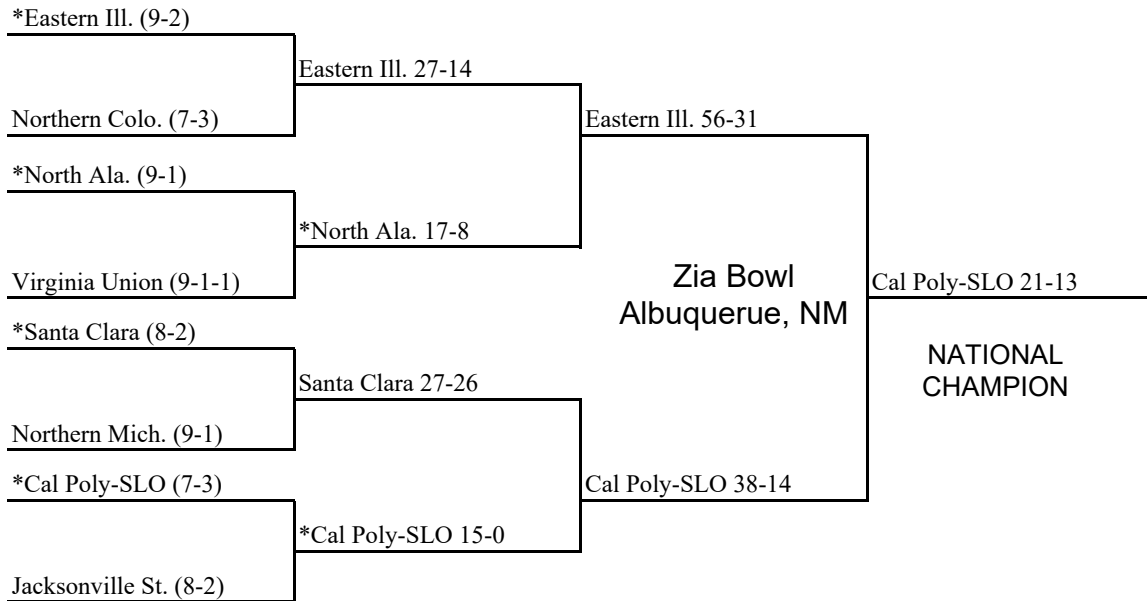 *Eastern Ill. (9-2)
Eastern Ill. 27-14
Northern Colo. (7-3)
Eastern Ill. 56-31
*North Ala. (9-1)
*North Ala. 17-8
Virginia Union (9-1-1)
Zia Bowl
Albuquerue, NM
Cal Poly-SLO 21-13
NATIONAL
CHAMPION
*Santa Clara (8-2)
Santa Clara 27-26
Northern Mich. (9-1)
*Cal Poly-SLO (7-3)
Cal Poly-SLO 38-14
*Cal Poly-SLO 15-0
Jacksonville St. (8-2)